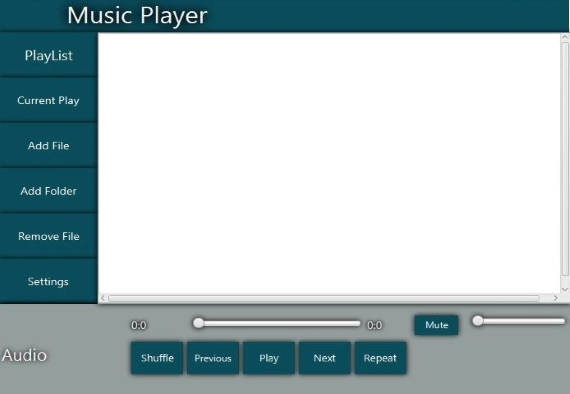 Music Player
PlayList
Current Play
Add File
Add Folder
Remove File
Settings
0:0 0:0 Mute
Audio
Shuffle Previous Play Next Repeat